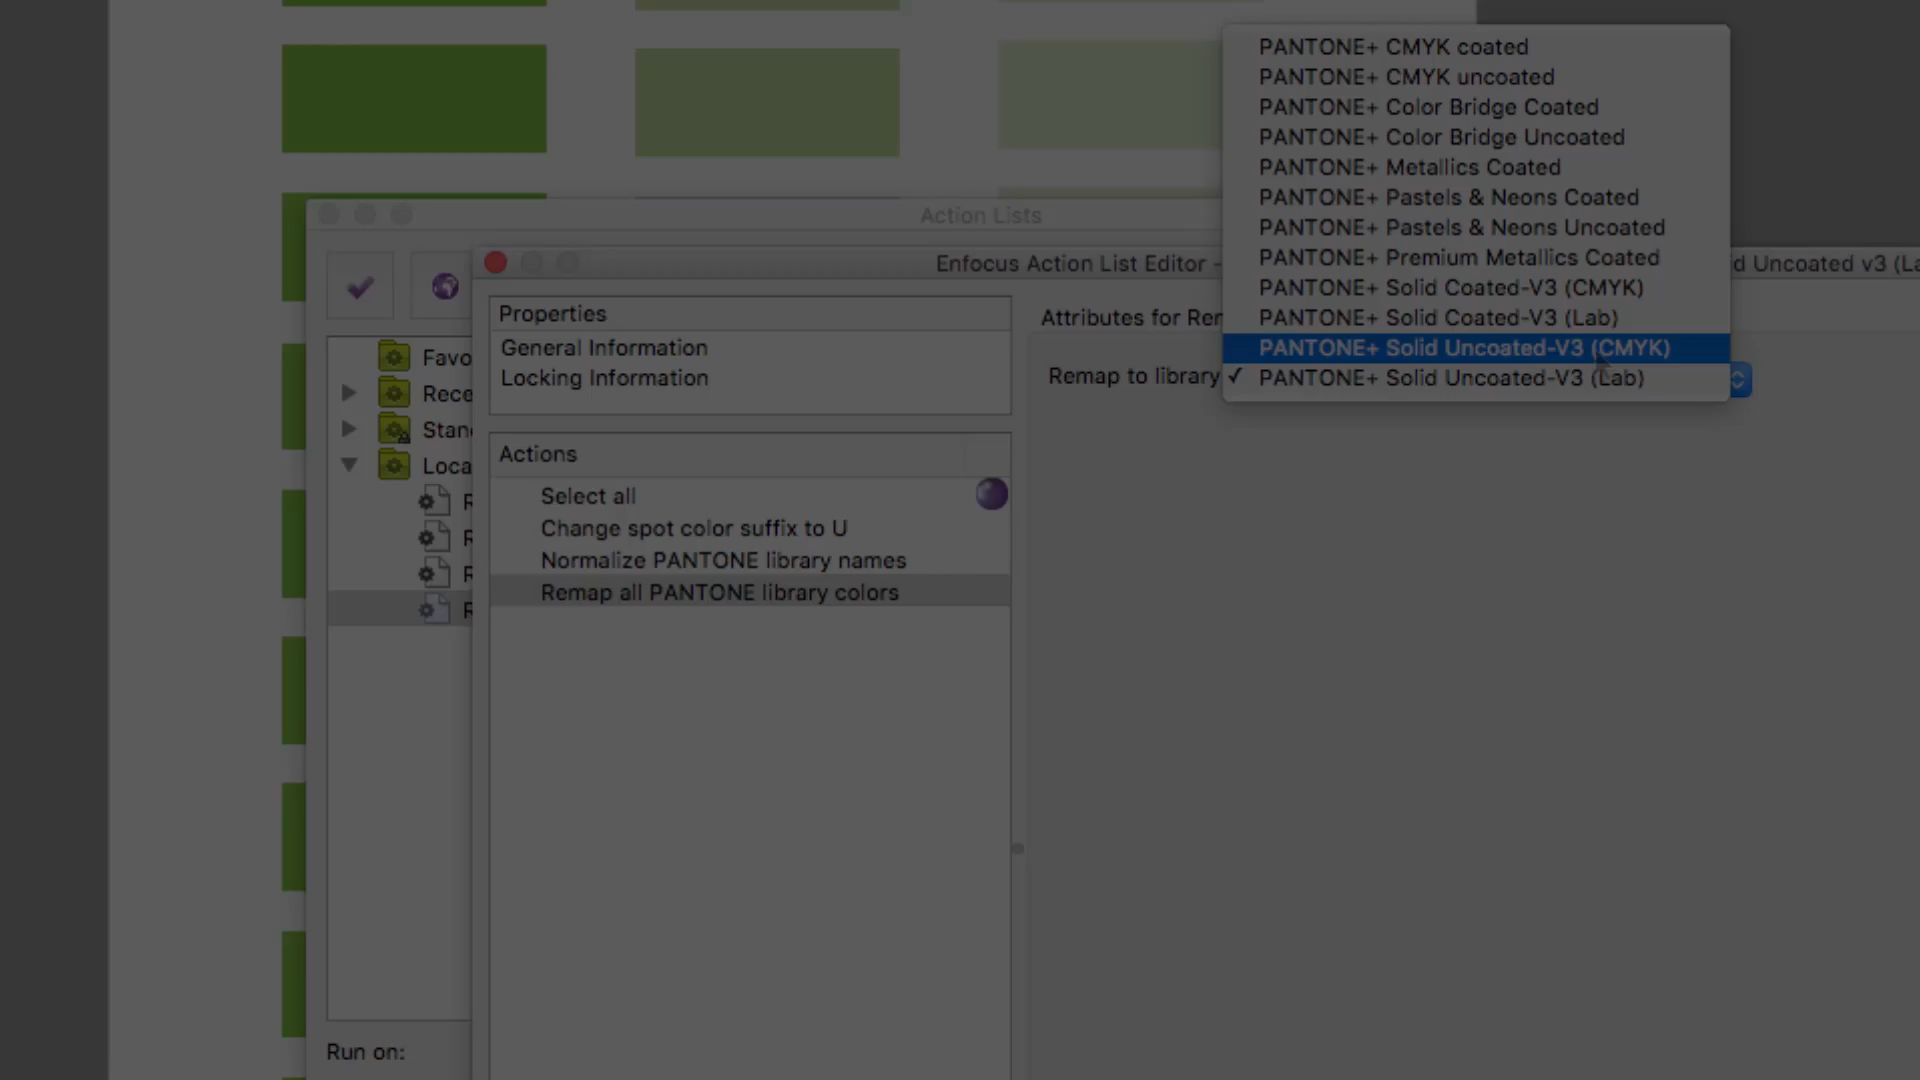 PANTONE+ CMYK coated
PANTONE+ CMYK uncoated
PANTONE+ Color Bridge Coated
PANTONE+ Color Bridge Uncoated
PANTONE+ Metallics Coated
PANTONE+ Pastels & Neons Coated
PANTONE+ Pastels & Neons Uncoated
PANTONE+ Premium Metallics Coated
PANTONE+ Solid Coated-V3 (CMYK)
PANTONE+ Solid Coated-V3 (Lab)
PANTONE+ Solid Uncoated-V3 (CMYK)
✓ PANTONE+ Solid Uncoated-V3 (Lab)
Action Lists
Enfocus Action List Editor - d Uncoated v3 (La
Properties
General Information
Locking Information
Attributes for Ren
Remap to library
Favo
Rece
Stan
Loca
R
R
R
R
Actions
Select all
Change spot color suffix to U
Normalize PANTONE library names
Remap all PANTONE library colors
Run on: